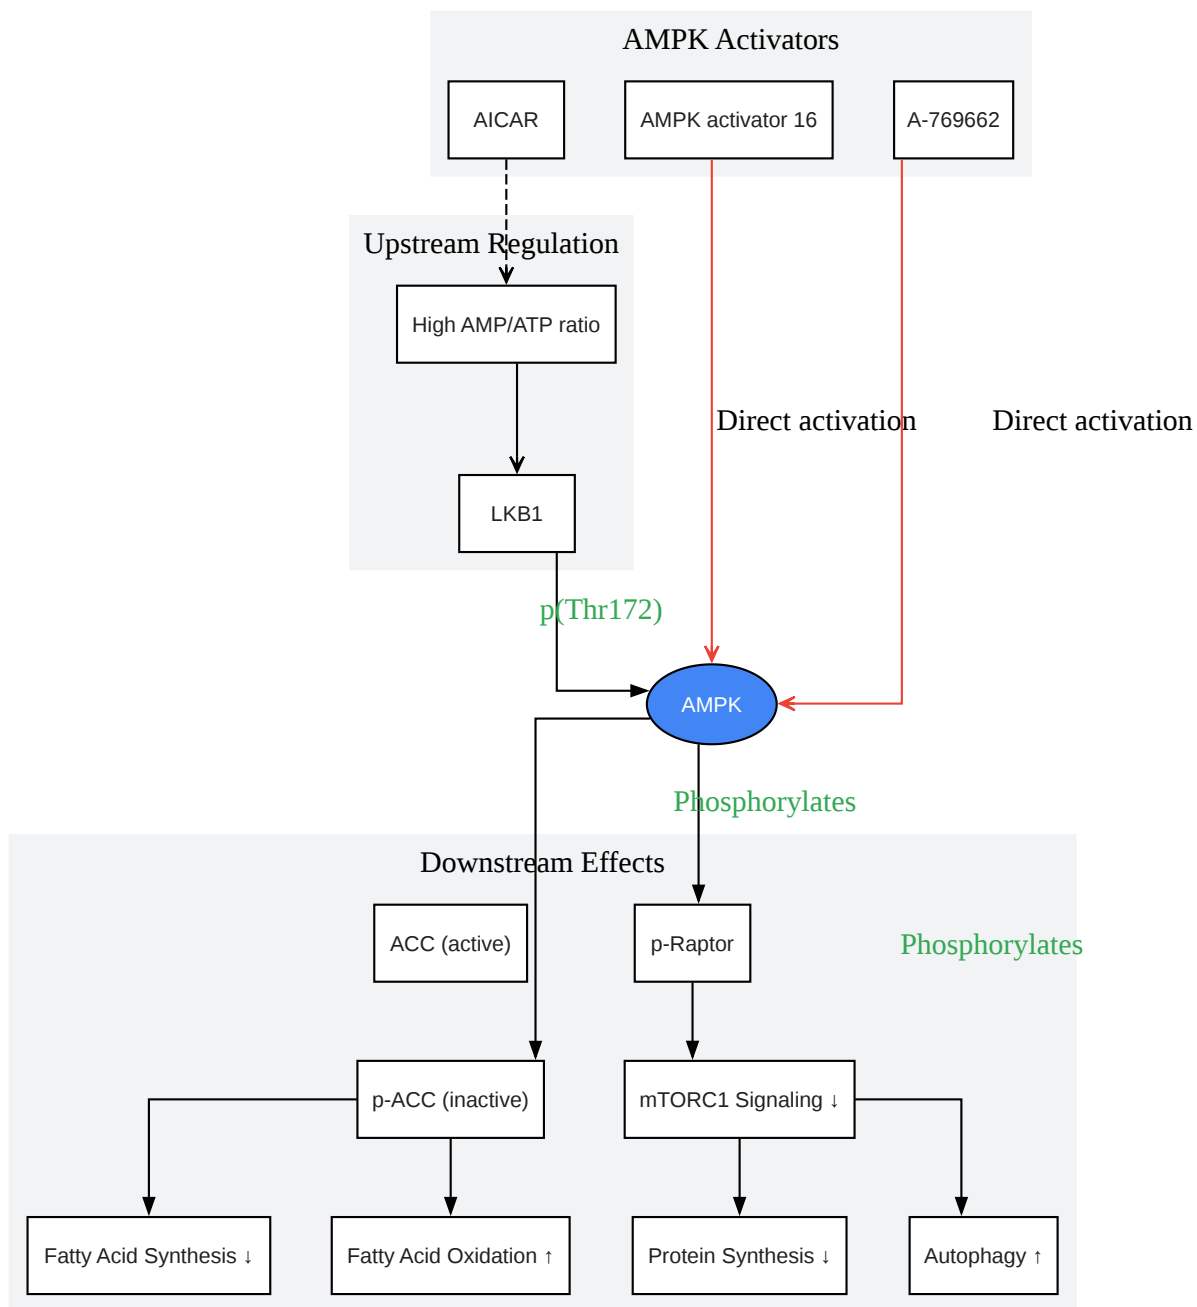 AMPK Activators
AICAR
AMPK activator 16
A-769662
Upstream Regulation
High AMP/ATP ratio
Direct activation
Direct activation
LKB1
p(Thr172)
AMPK
Phosphorylates
Downstream Effects
ACC (active)
p-Raptor
Phosphorylates
p-ACC (inactive)
mTORC1 Signaling ↓
Fatty Acid Synthesis ↓
Fatty Acid Oxidation ↑
Protein Synthesis ↓
Autophagy ↑